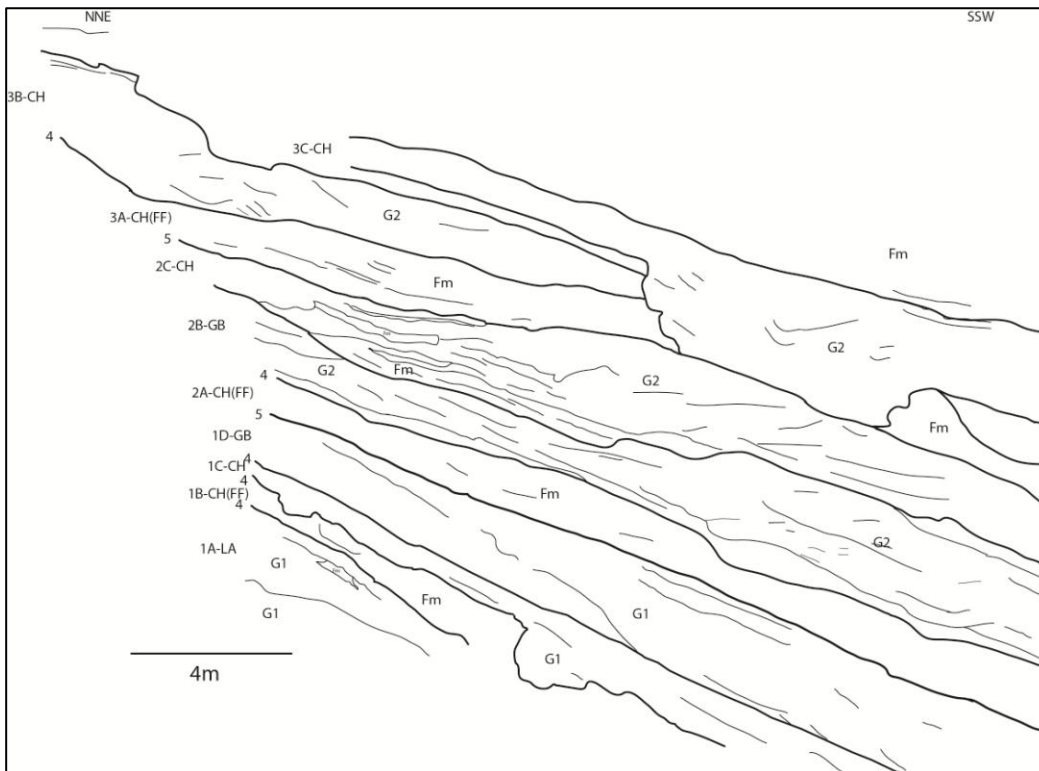 NNE
SSW
3B-CH
4
3C-CH
G2
3A-CH(FF)
Fm
5
2C-CH
Fm
G2
2B-GB
G2
Fm
G2
4
2A-CH(FF)
Fm
5
1D-GB
Fm
G2
4
1C-CH
4
1B-CH(FF)
4
1A-LA
G1
G1
Fm
G1
G1
4m